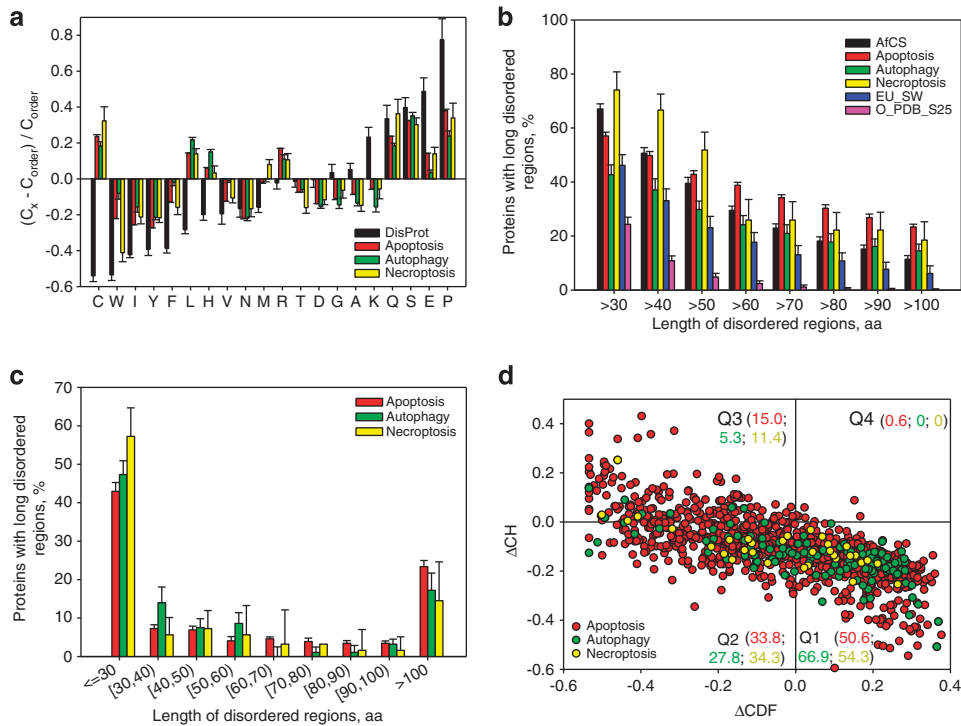 a
(Cx - Corder) / Corder
0.8
0.6
0.4
0.2
0.0
-0.2
-0.4
-0.6
DisProt
Apoptosis
Autophagy
Necroptosis
C W I Y F L H V N M R T D G A K Q S E P
b
Proteins with long disordered
regions, %
100
80
60
40
20
0
AfCS
Apoptosis
Autophagy
Necroptosis
EU_SW
O_PDB_S25
>30 >40 >50 >60 >70 >80 >90 >100
Length of disordered regions, aa
c
Proteins with long disordered
regions, %
70
60
50
40
30
20
10
0
Apoptosis
Autophagy
Necroptosis
<=30 [30,40) [40,50) [50,60) [60,70) [70,80) [80,90) [90,100) >100
Length of disordered regions, aa
d
ΔCH
0.4
0.2
0.0
-0.2
-0.4
-0.6
Q3 (15.0;
5.3; 11.4)
Q4 (0.6; 0; 0)
Apoptosis
Autophagy
Necroptosis
Q2 (33.8;
27.8; 34.3)
Q1 (50.6;
66.9; 54.3)
-0.6 -0.4 -0.2 0.0 0.2 0.4
ΔCDF